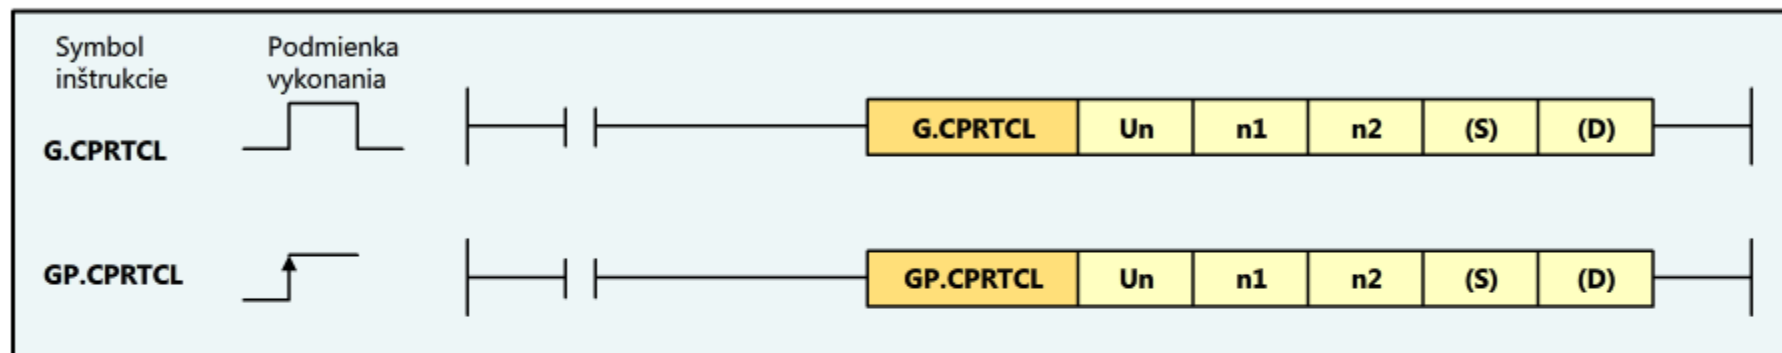 Symbol
inštrukcie
Podmienka
vykonania
G.CPRTCL
G.CPRTCL Un n1 n2 (S) (D)
GP.CPRTCL
GP.CPRTCL Un n1 n2 (S) (D)